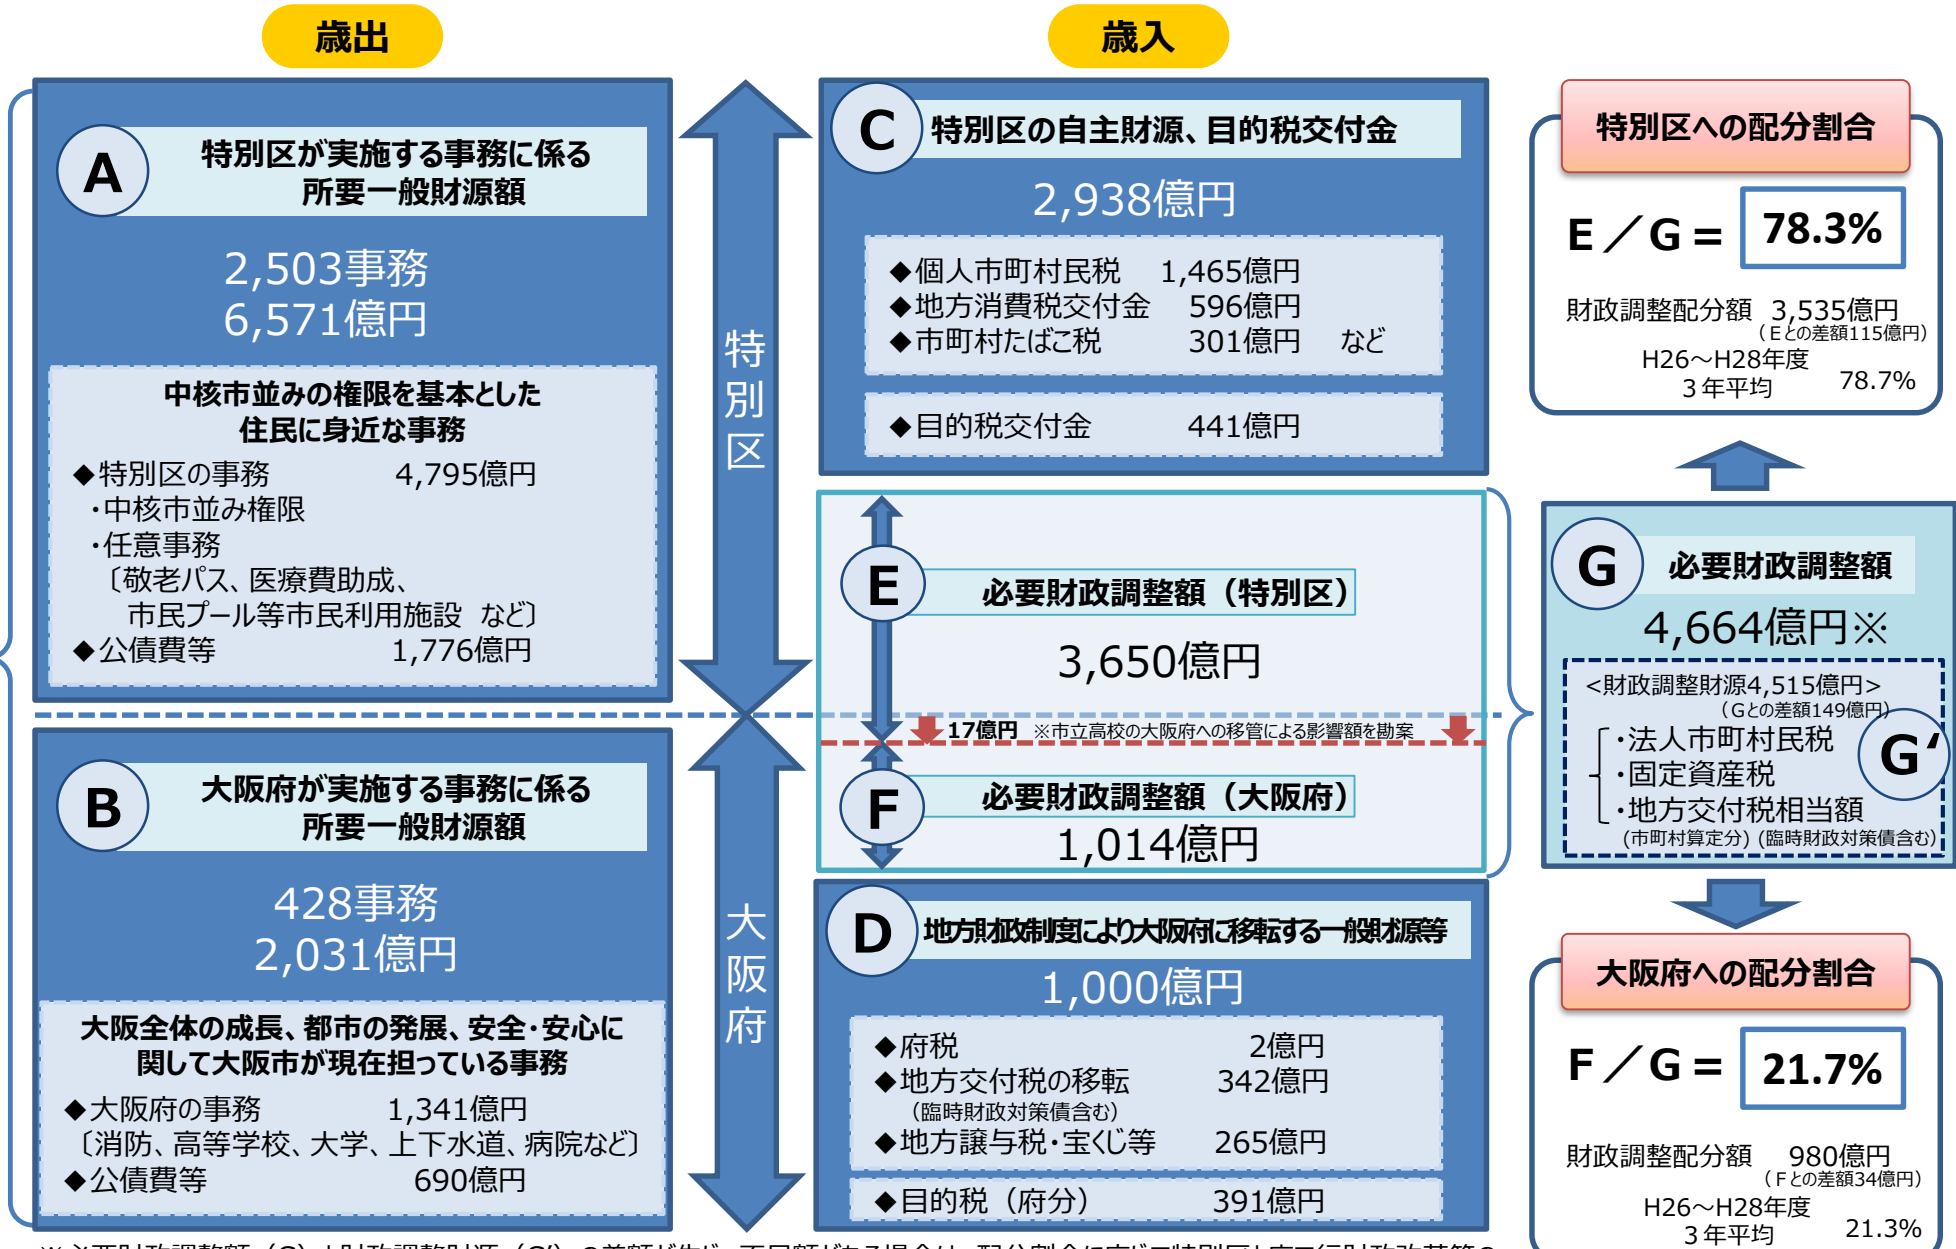 歳出
A
特別区が実施する事務に係る
所要一般財源額
2,503事務
6,571億円
中核市並みの権限を基本とした
住民に身近な事務
◆特別区の事務 4,795億円
・中核市並み権限
・任意事務
〔敬老パス、医療費助成、
市民プール等市民利用施設 など〕
◆公債費等 1,776億円
B
大阪府が実施する事務に係る
所要一般財源額
428事務
2,031億円
大阪全体の成長、都市の発展、安全・安心に
関して大阪市が現在担っている事務
◆大阪府の事務 1,341億円
〔消防、高等学校、大学、上下水道、病院など〕
◆公債費等 690億円
特別区
大阪府
歳入
C
特別区の自主財源、目的税交付金
2,938億円
◆個人市町村民税 1,465億円
◆地方消費税交付金 596億円
◆市町村たばこ税 301億円 など
◆目的税交付金 441億円
E
必要財政調整額（特別区）
3,650億円
17億円 ※市立高校の大阪府への移管による影響額を勘案
F
必要財政調整額（大阪府）
1,014億円
D
地方財政制度により大阪府に移転する一般財源等
1,000億円
◆府税 2億円
◆地方交付税の移転 342億円
（臨時財政対策債含む）
◆地方譲与税・宝くじ等 265億円
◆目的税（府分） 391億円
特別区への配分割合
E／G＝ 78.3%
財政調整配分額 3,535億円
（Eとの差額115億円）
H26～H28年度
３年平均 78.7%
G
必要財政調整額
4,664億円※
<財政調整財源4,515億円>
（Gとの差額149億円）
G‘
・法人市町村民税
・固定資産税
・地方交付税相当額
(市町村算定分) (臨時財政対策債含む)
大阪府への配分割合
F／G＝ 21.7%
財政調整配分額 980億円
（Fとの差額34億円）
H26～H28年度
３年平均 21.3%